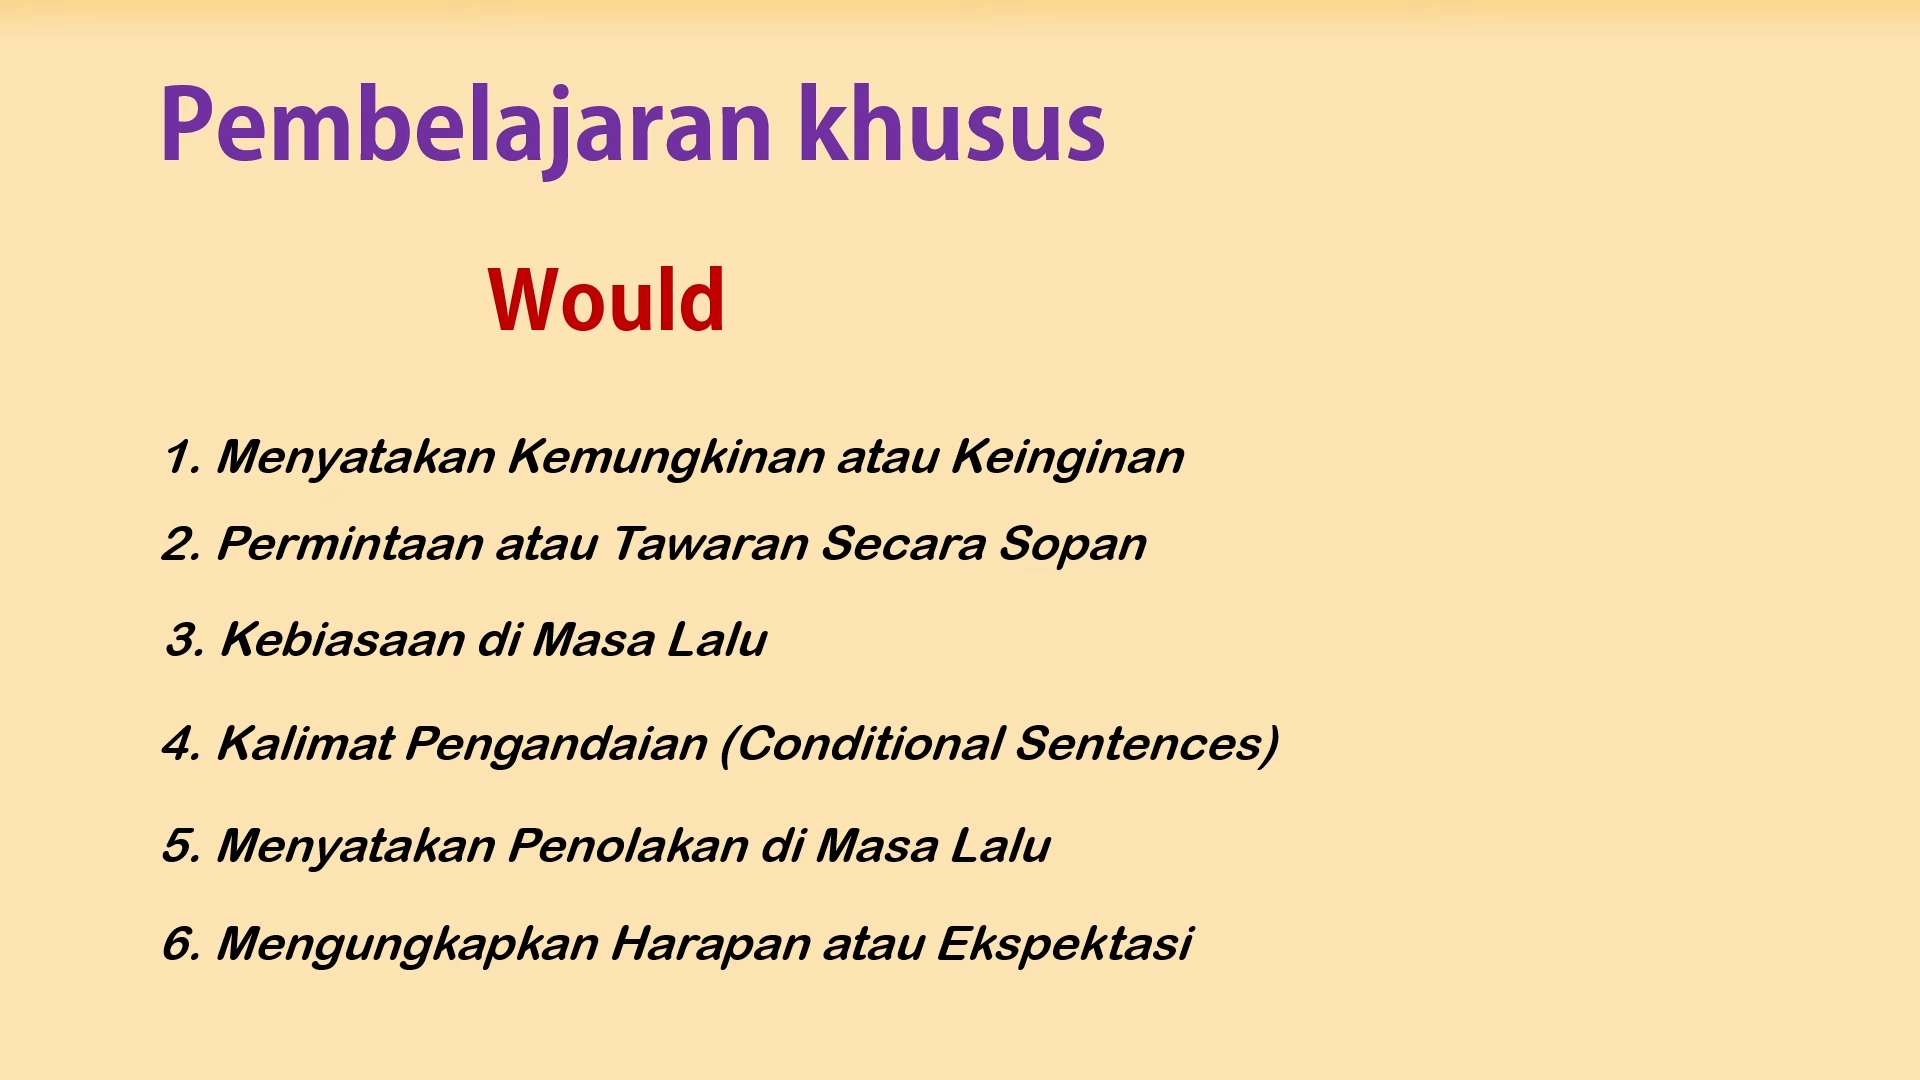 Pembelajaran khusus
Would
1. Menyatakan Kemungkinan atau Keinginan
2. Permintaan atau Tawaran Secara Sopan
3. Kebiasaan di Masa Lalu
4. Kalimat Pengandaian (Conditional Sentences)
5. Menyatakan Penolakan di Masa Lalu
6. Mengungkapkan Harapan atau Ekspektasi